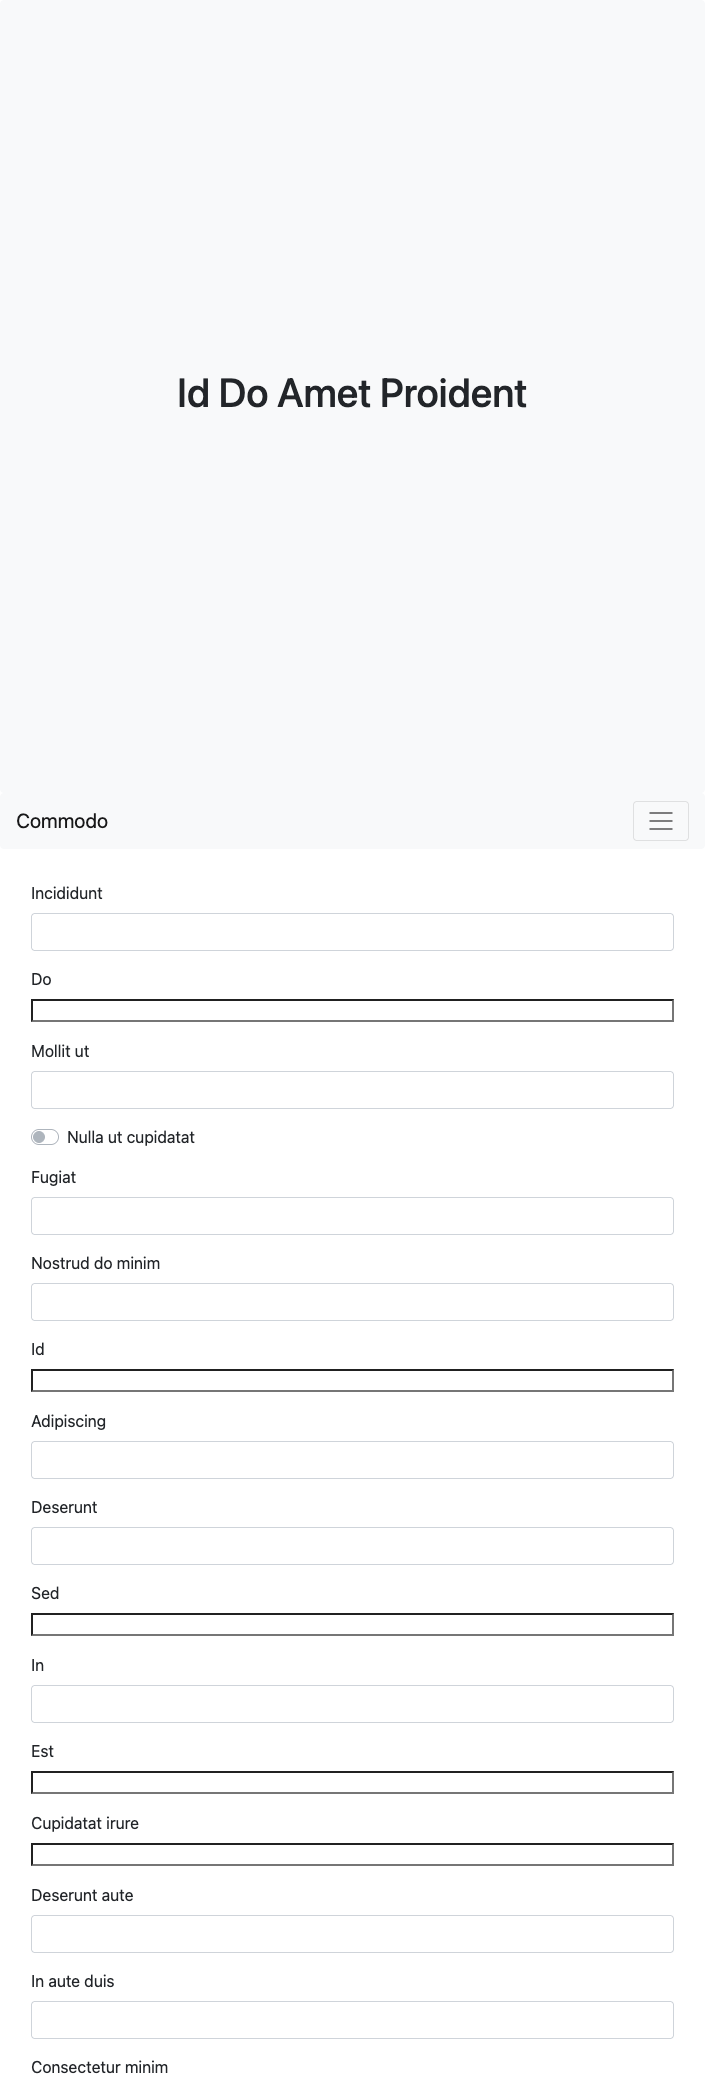 Id Do Amet Proident
Commodo
Incididunt
Do
Mollit ut
Nulla ut cupidatat
Fugiat
Nostrud do minim
Id
Adipiscing
Deserunt
Sed
In
Est
Cupidatat irure
Deserunt aute
In aute duis
Consectetur minim